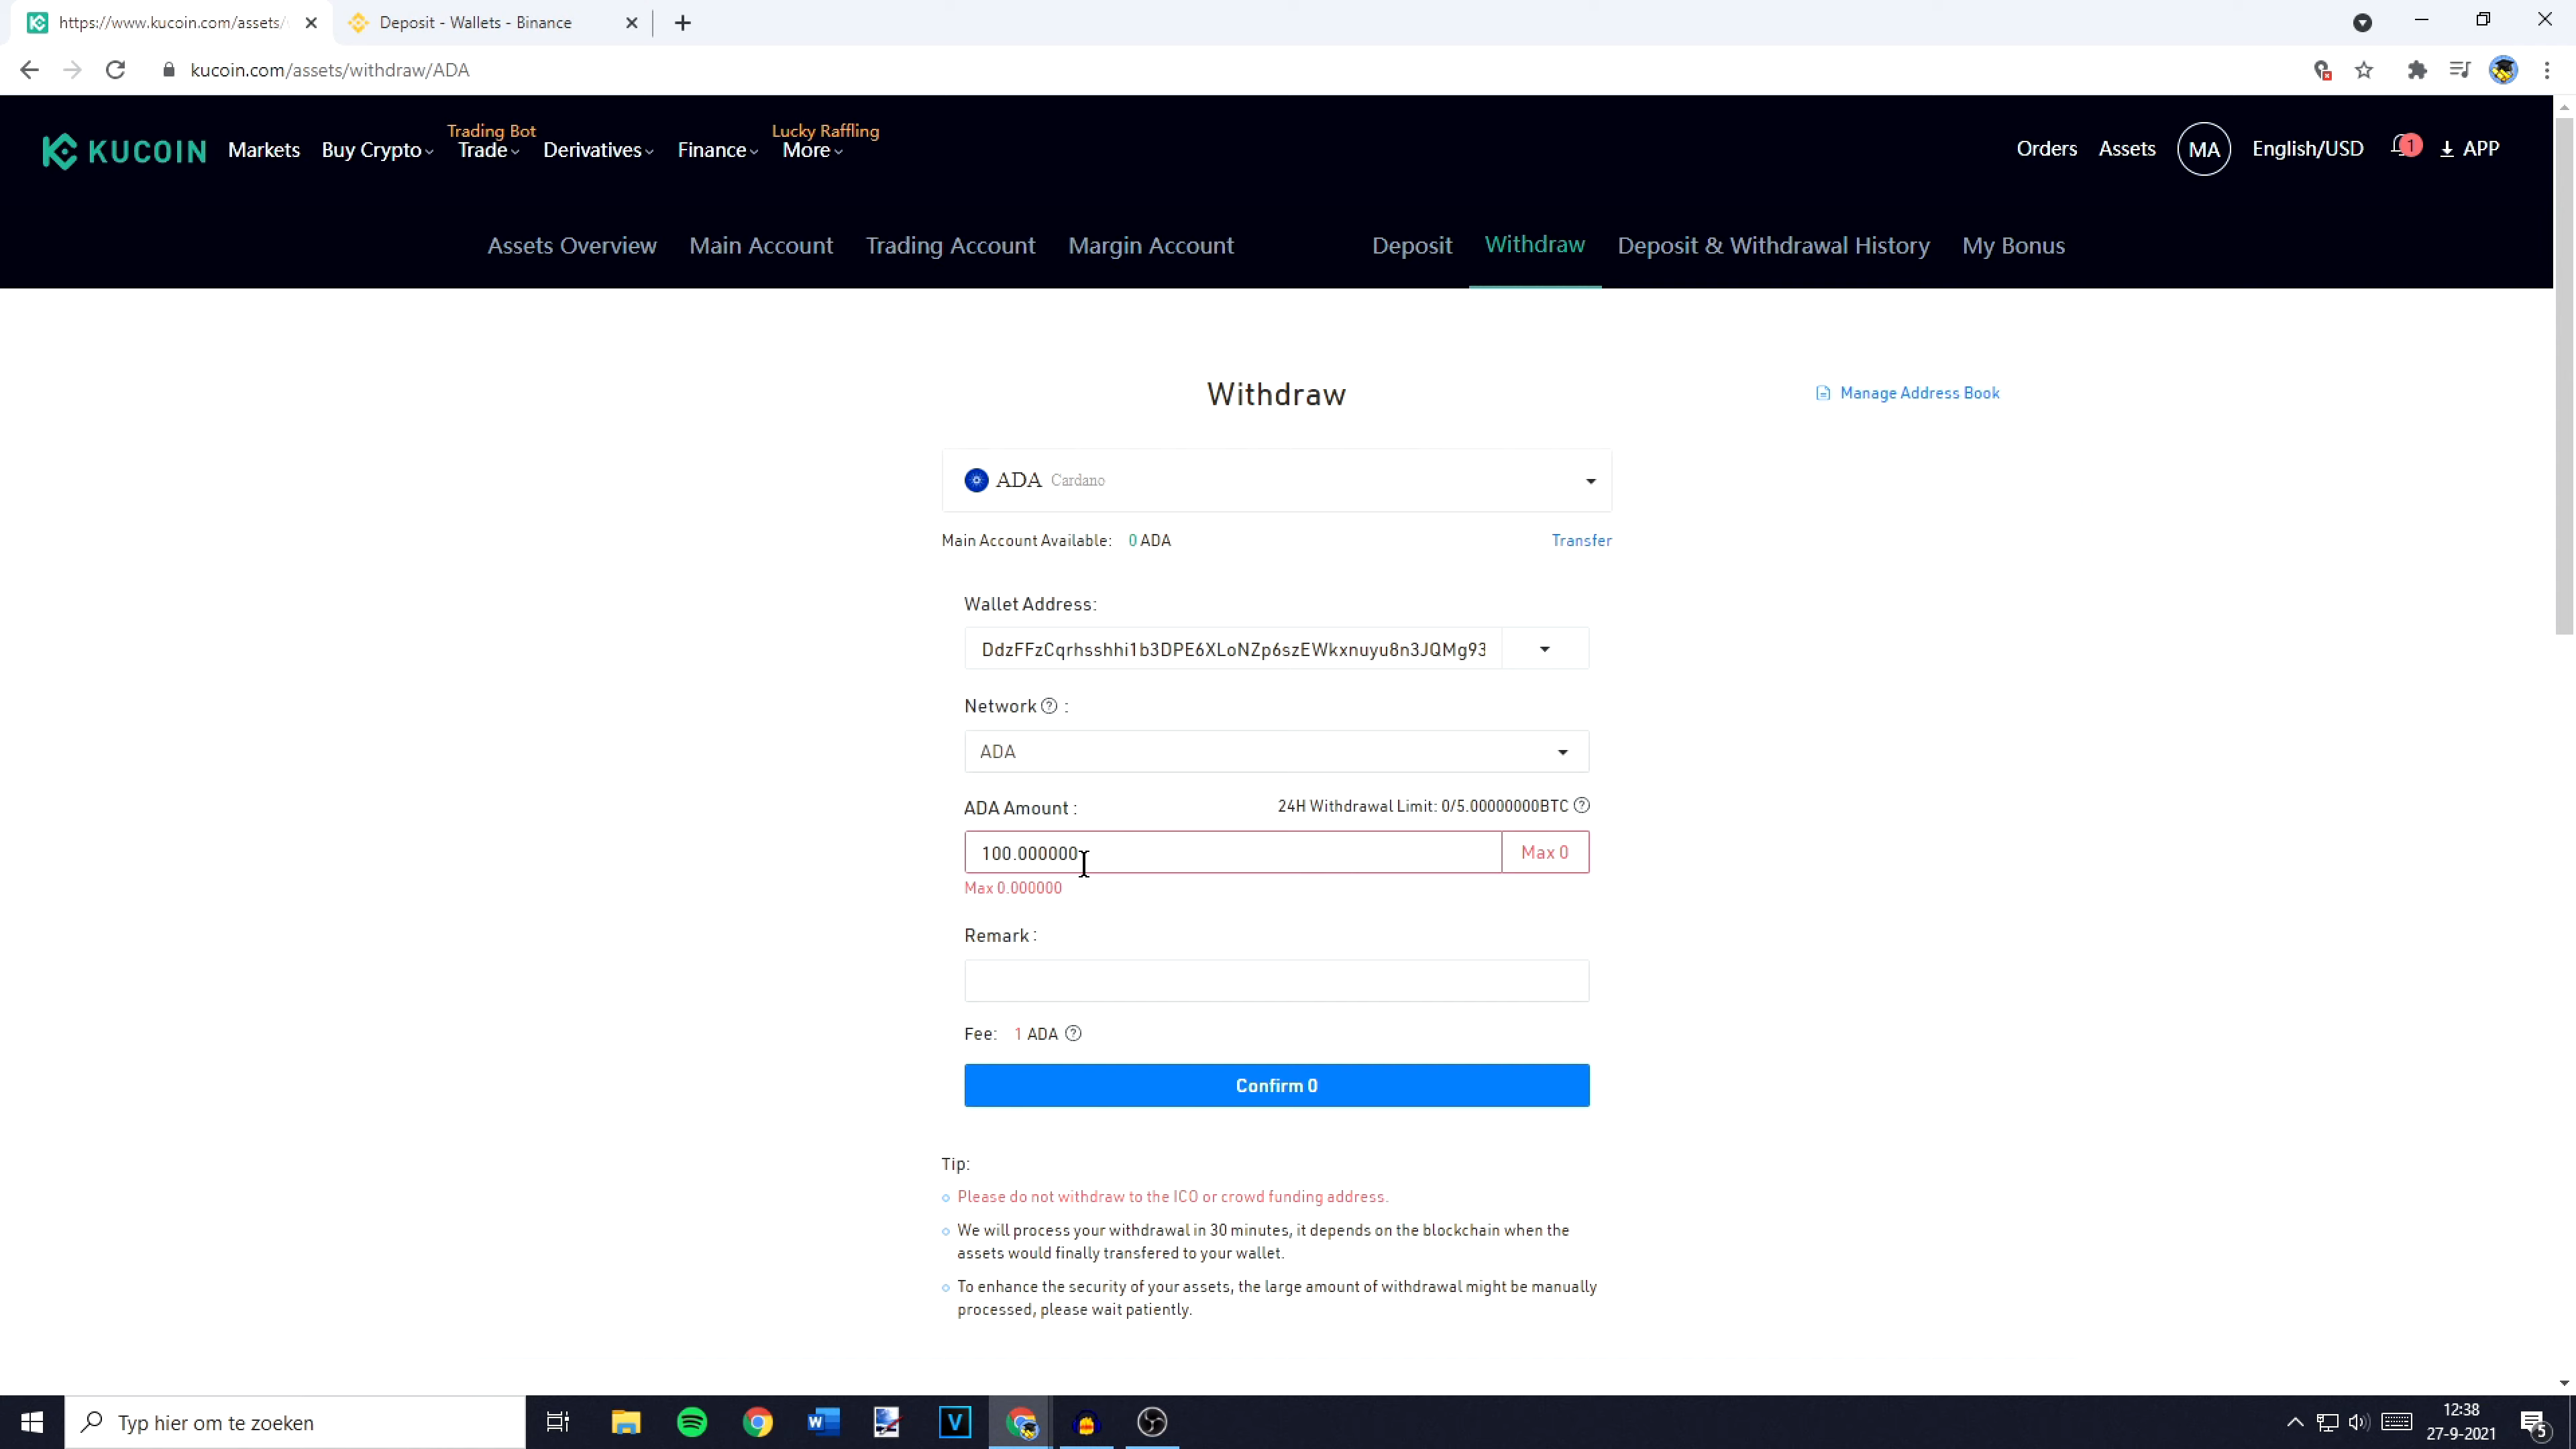 https://www.kucoin.com/assets/
Deposit - Wallets - Binance
kucoin.com/assets/withdraw/ADA
KUCOIN
Markets
Buy Crypto
Trading Bot
Trade
Derivatives
Finance
Lucky Raffling
More
Orders
Assets
MA
English/USD
1
APP
Assets Overview
Main Account
Trading Account
Margin Account
Deposit
Withdraw
Deposit & Withdrawal History
My Bonus
Withdraw
Manage Address Book
ADA Cardano
Main Account Available: 0 ADA
Transfer
Wallet Address:
DdzFFzCqrhsshhi1b3DPE6XLoNZp6szEWkxnuyu8n3JQMg93
Network ? :
ADA
ADA Amount :
24H Withdrawal Limit: 0/5.00000000BTC ?
100.000000
Max 0
Max 0.000000
Remark :
Fee: 1 ADA ?
Confirm 0
Tip:
Please do not withdraw to the ICO or crowd funding address.
We will process your withdrawal in 30 minutes, it depends on the blockchain when the
assets would finally transfered to your wallet.
To enhance the security of your assets, the large amount of withdrawal might be manually
processed, please wait patiently.
Typ hier om te zoeken
W
V
12:38
27-9-2021
5